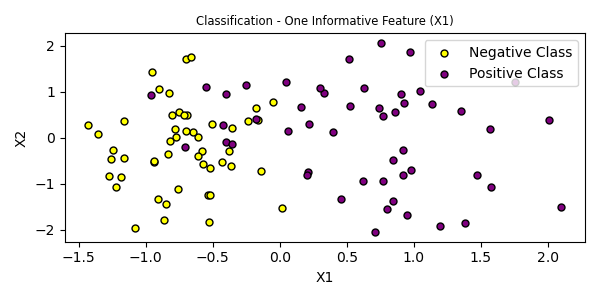 Classification - One Informative Feature (X1)
Negative Class
Positive Class
X2
2
1
0
−1
−2
−1.5 −1.0 −0.5 0.0 0.5 1.0 1.5 2.0
X1